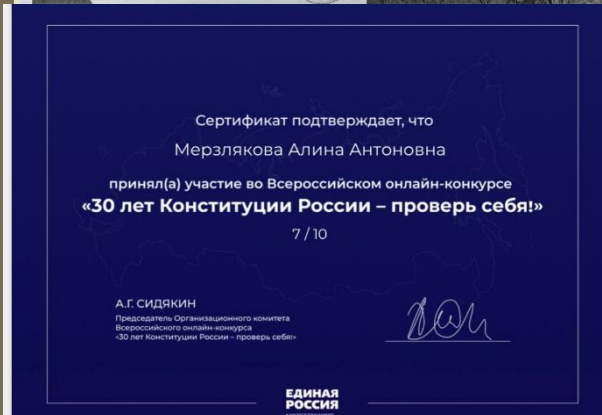 Сертификат подтверждает, что
Мерзлякова Алина Антоновна
принял(а) участие во Всероссийском онлайн-конкурсе
«30 лет Конституции России – проверь себя!»
7 / 10
А.Г. СИДЯКИН
Председатель Организационного комитета
Всероссийского онлайн-конкурса
«30 лет Конституции России – проверь себя!»
ЕДИНАЯ
РОССИЯ